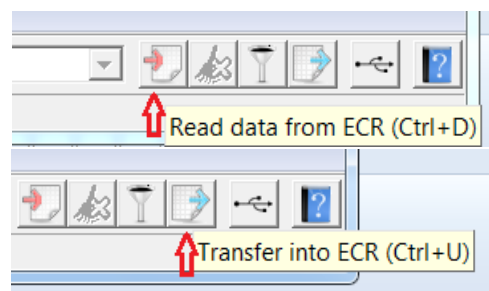 Read data from ECR (Ctrl+D)
Transfer into ECR (Ctrl+U)